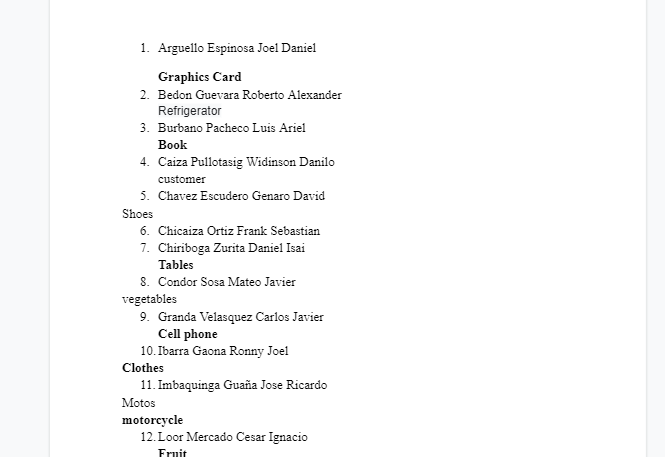 1. Arguello Espinosa Joel Daniel
Graphics Card
2. Bedon Guevara Roberto Alexander
Refrigerator
3. Burbano Pacheco Luis Ariel
Book
4. Caiza Pullotasig Widinson Danilo
customer
5. Chavez Escudero Genaro David
Shoes
6. Chicaiza Ortiz Frank Sebastian
7. Chiriboga Zurita Daniel Isai
Tables
8. Condor Sosa Mateo Javier
vegetables
9. Granda Velasquez Carlos Javier
Cell phone
10. Ibarra Gaona Ronny Joel
Clothes
11. Imbaquinga Guaña Jose Ricardo
Motos
motorcycle
12. Loor Mercado Cesar Ignacio
Fruit